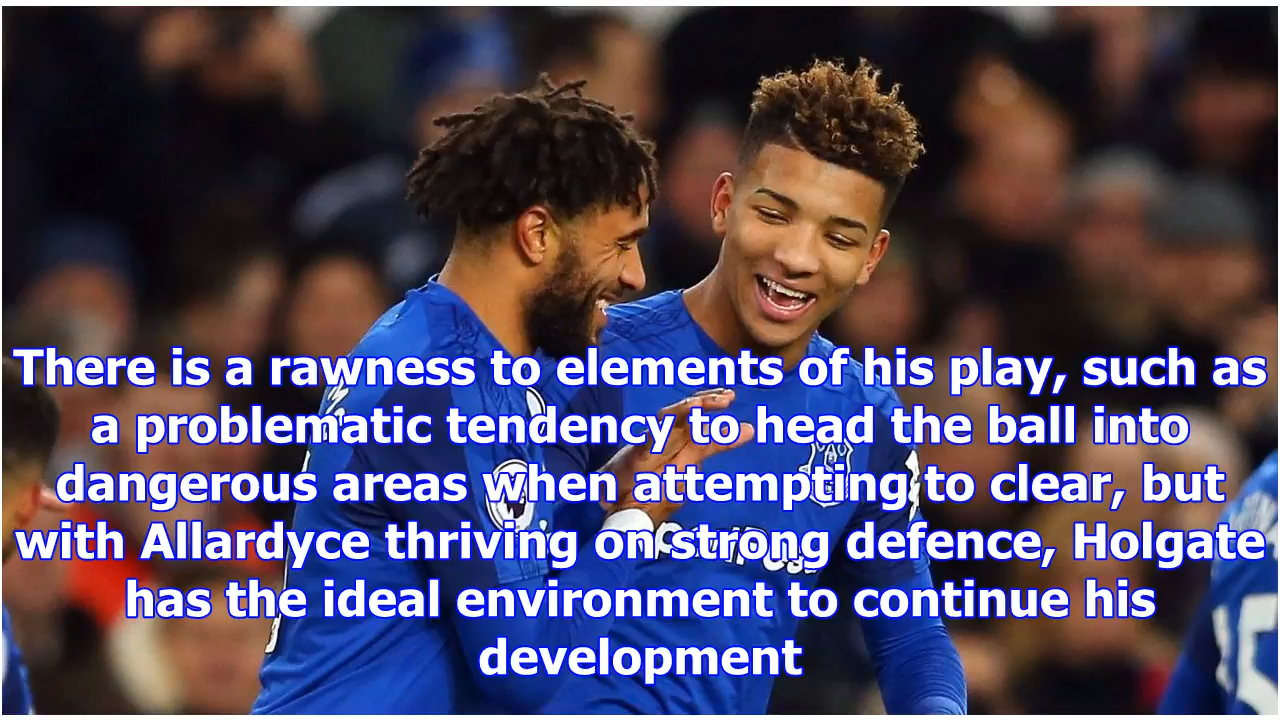 There is a rawness to elements of his play, such as
a problematic tendency to head the ball into
dangerous areas when attempting to clear, but
with Allardyce thriving on strong defence, Holgate
has the ideal environment to continue his
development